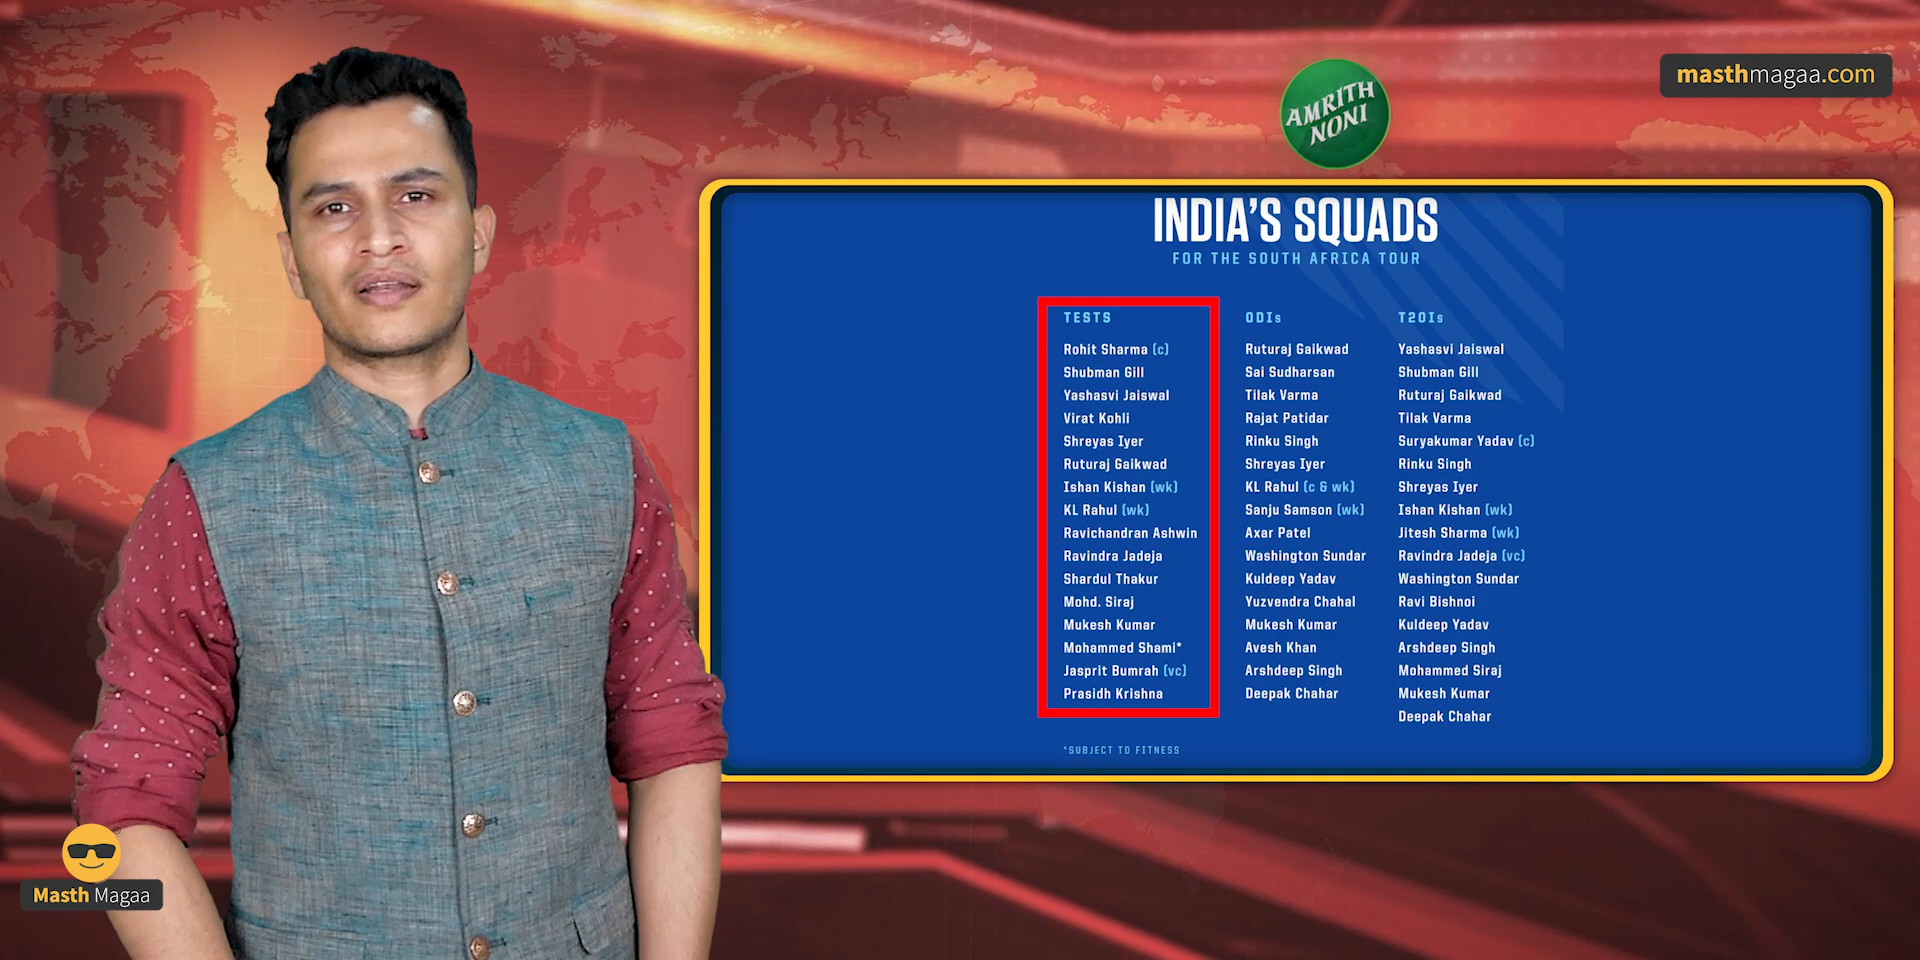 AMRITH
NONI
masthmagaa.com
INDIA'S SQUADS
FOR THE SOUTH AFRICA TOUR
TESTS
Rohit Sharma (c)
Shubman Gill
Yashasvi Jaiswal
Virat Kohli
Shreyas Iyer
Ruturaj Gaikwad
Ishan Kishan (wk)
KL Rahul (wk)
Ravichandran Ashwin
Ravindra Jadeja
Shardul Thakur
Mohd. Siraj
Mukesh Kumar
Mohammed Shami*
Jasprit Bumrah (vc)
Prasidh Krishna
*SUBJECT TO FITNESS
ODIs
Ruturaj Gaikwad
Sai Sudharsan
Tilak Varma
Rajat Patidar
Rinku Singh
Shreyas Iyer
KL Rahul (c & wk)
Sanju Samson (wk)
Axar Patel
Washington Sundar
Kuldeep Yadav
Yuzvendra Chahal
Mukesh Kumar
Avesh Khan
Arshdeep Singh
Deepak Chahar
T20Is
Yashasvi Jaiswal
Shubman Gill
Ruturaj Gaikwad
Tilak Varma
Suryakumar Yadav (c)
Rinku Singh
Shreyas Iyer
Ishan Kishan (wk)
Jitesh Sharma (wk)
Ravindra Jadeja (vc)
Washington Sundar
Ravi Bishnoi
Kuldeep Yadav
Arshdeep Singh
Mohammed Siraj
Mukesh Kumar
Deepak Chahar
Masth Magaa